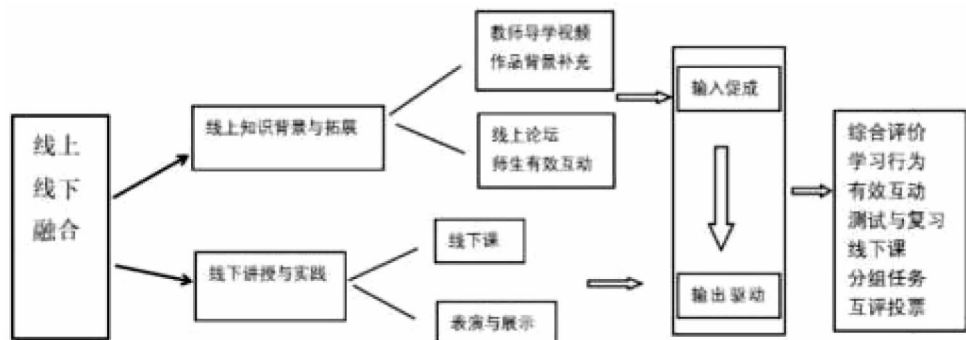 线上
线下
融合
线上知识背景与拓展
线下讲授与实践
教师导学视频
作品背景补充
线上论坛
师生有效互动
线下课
表演与展示
输入促成
输出驱动
综合评价
学习行为
有效互动
测试与复习
线下课
分组任务
互评投票